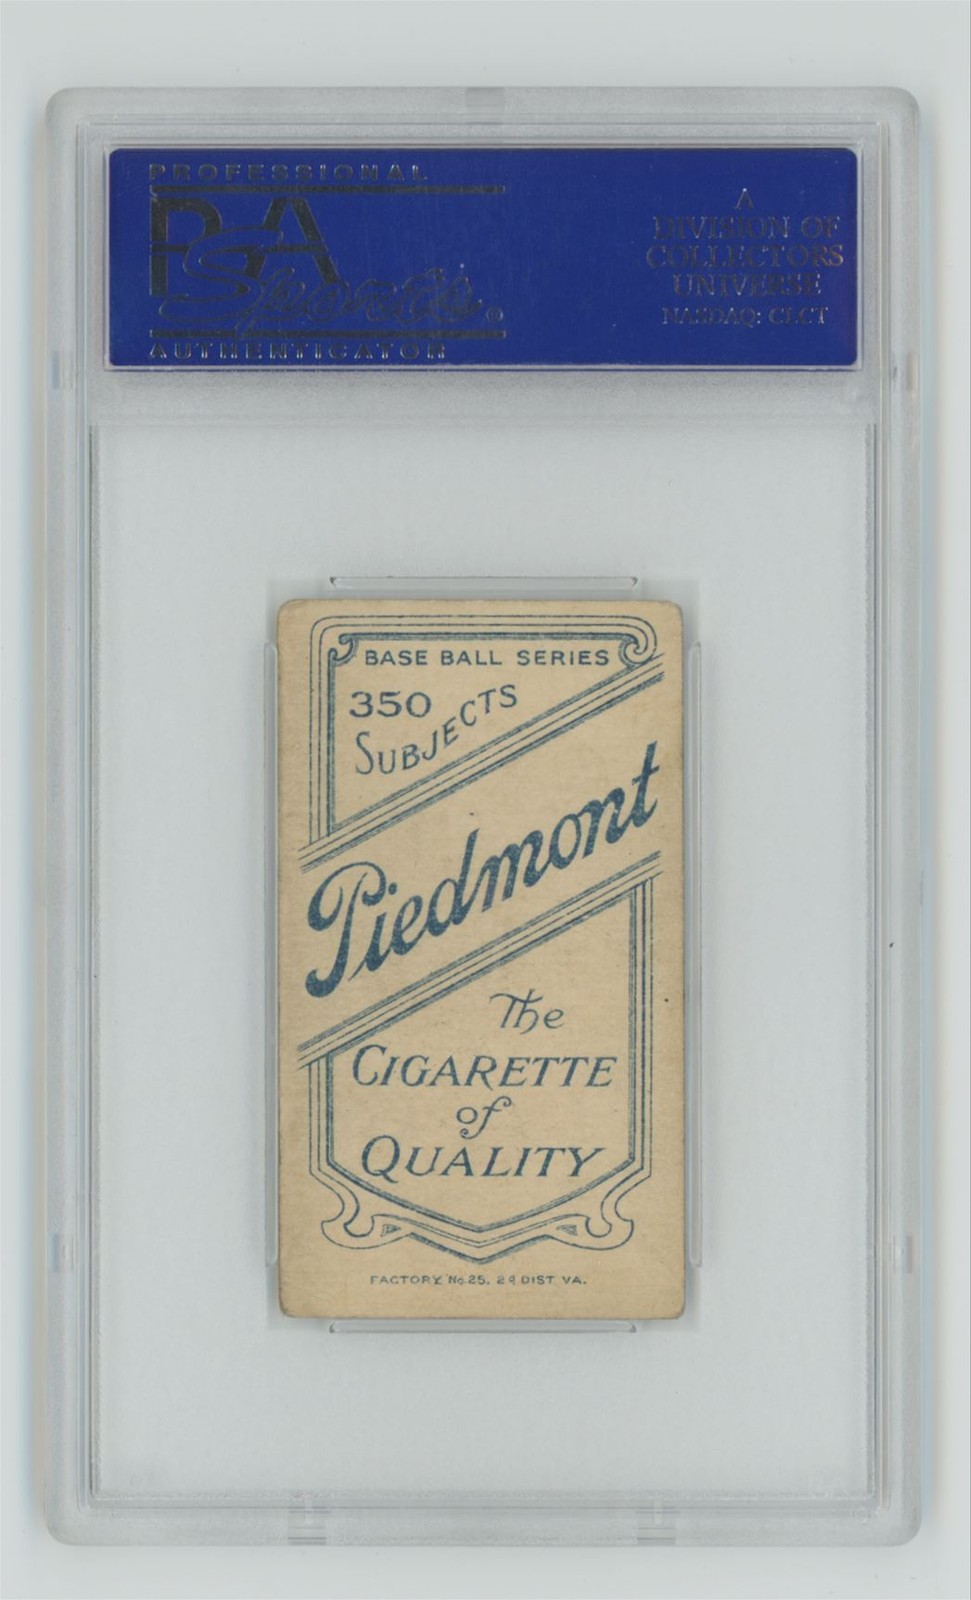 PROFESSIONAL
PSA
Sports®
AUTHENTICATOR
A
DIVISION OF
COLLECTORS
UNIVERSE
NASDAQ: CLCT
BASE BALL SERIES
350
SUBJECTS
Piedmont
The
CIGARETTE
of
QUALITY
FACTORY No. 25, 2d DIST. VA.